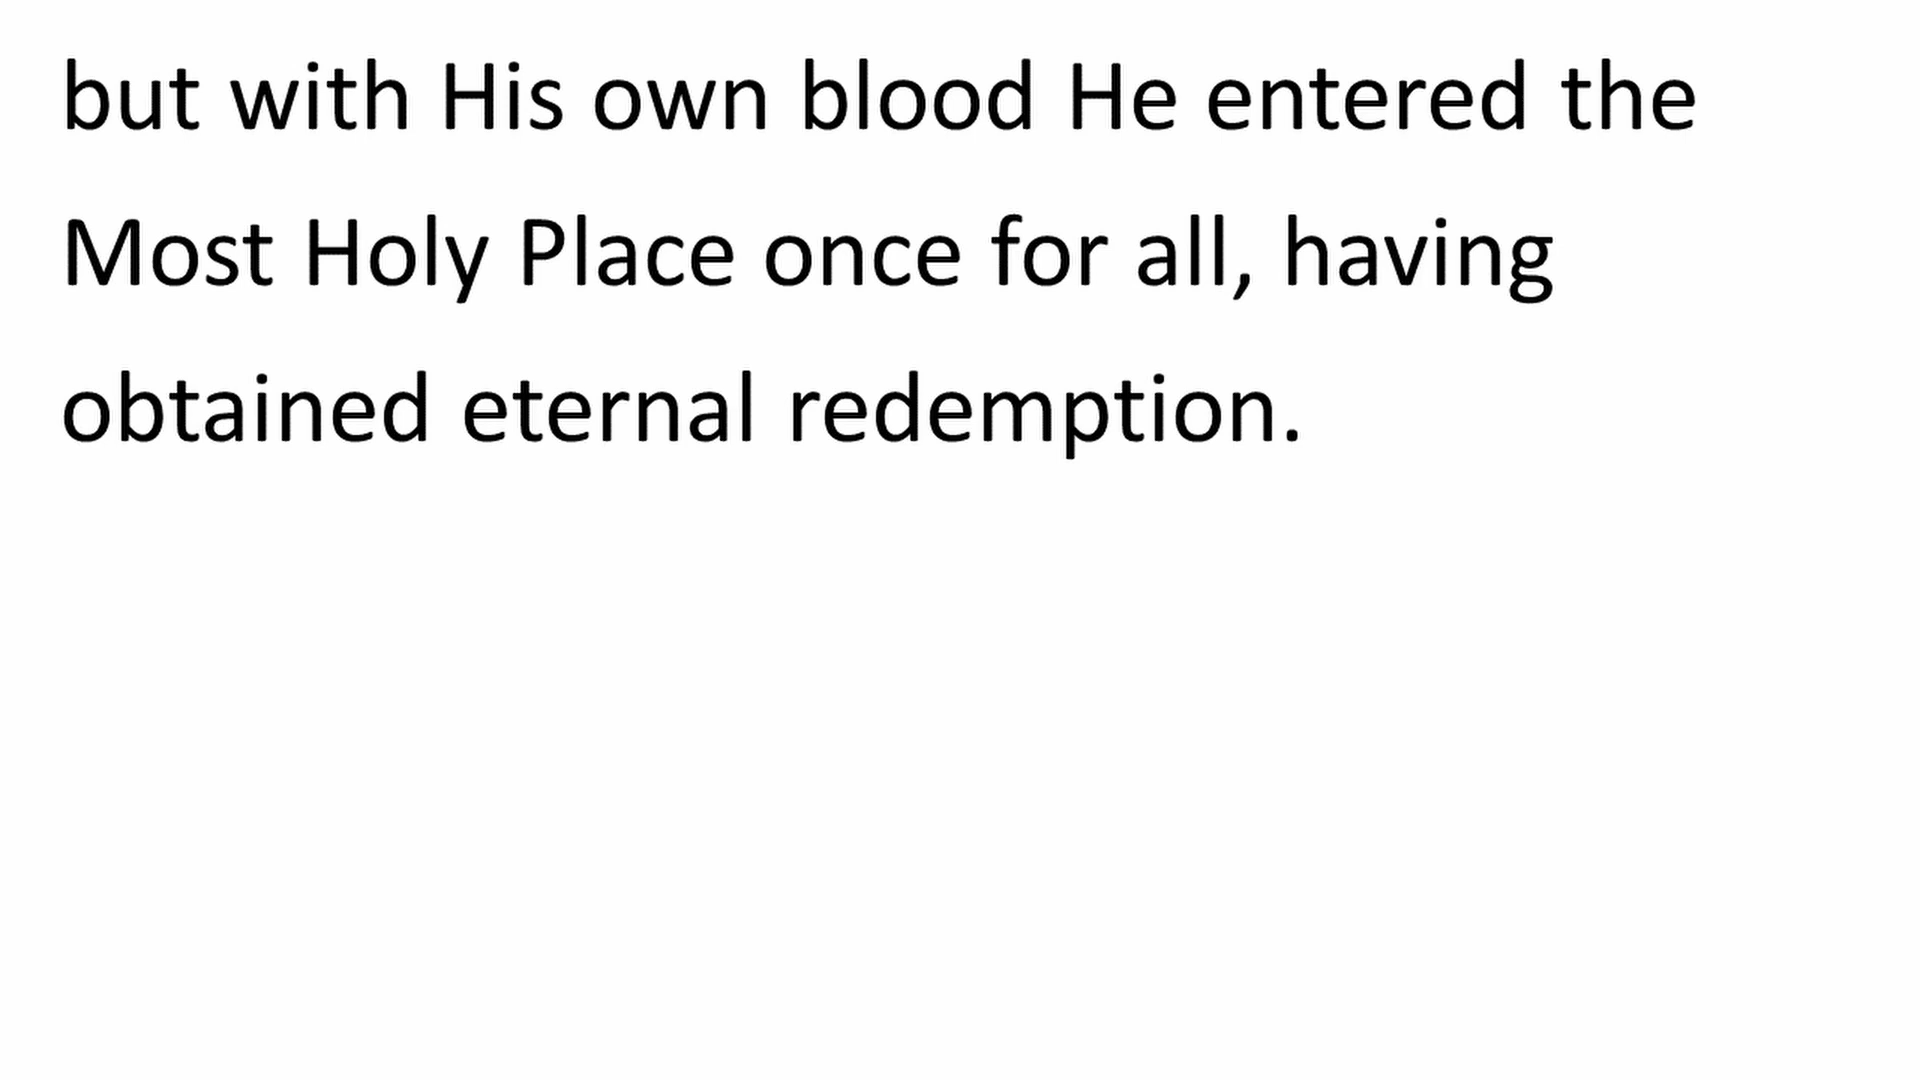 but with His own blood He entered the
Most Holy Place once for all, having
obtained eternal redemption.